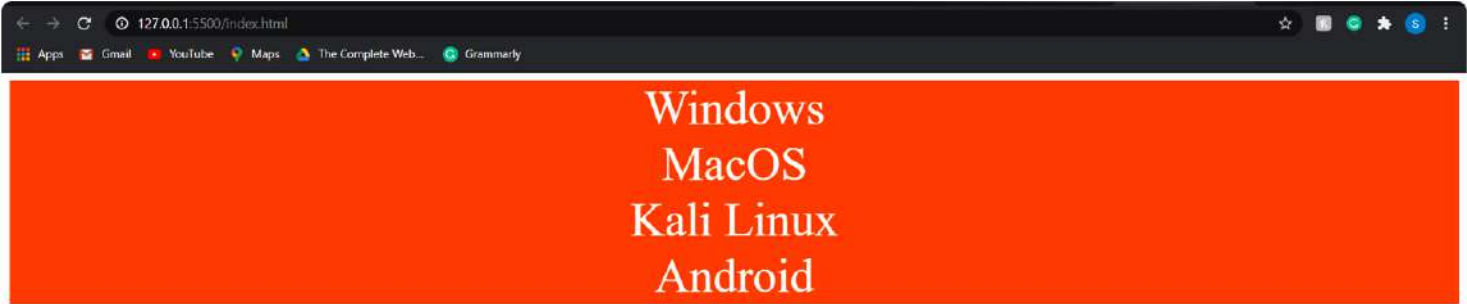 127.0.0.1:5500/index.html
S
Apps Gmail YouTube Maps The Complete Web... Grammarly
Windows
MacOS
Kali Linux
Android